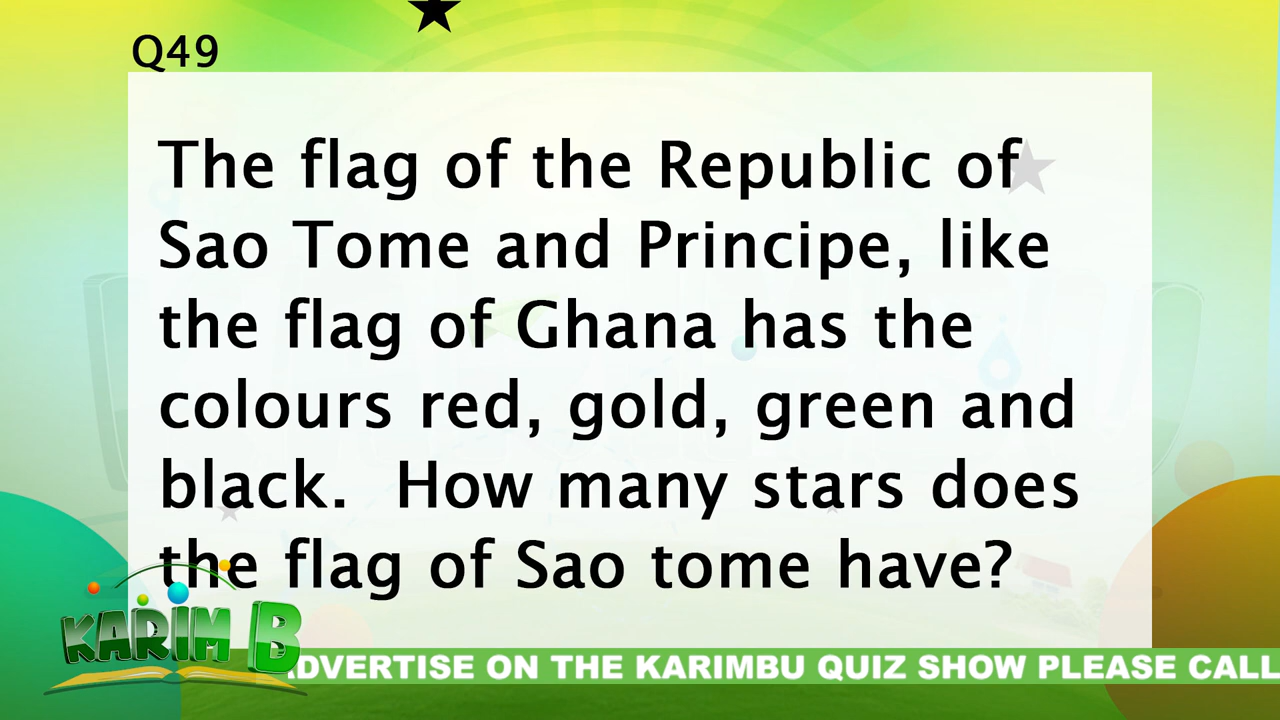 Q49
The flag of the Republic of
Sao Tome and Principe, like
the flag of Ghana has the
colours red, gold, green and
black.  How many stars does
the flag of Sao tome have?
KARIM B
ADVERTISE ON THE KARIMBU QUIZ SHOW PLEASE CALL